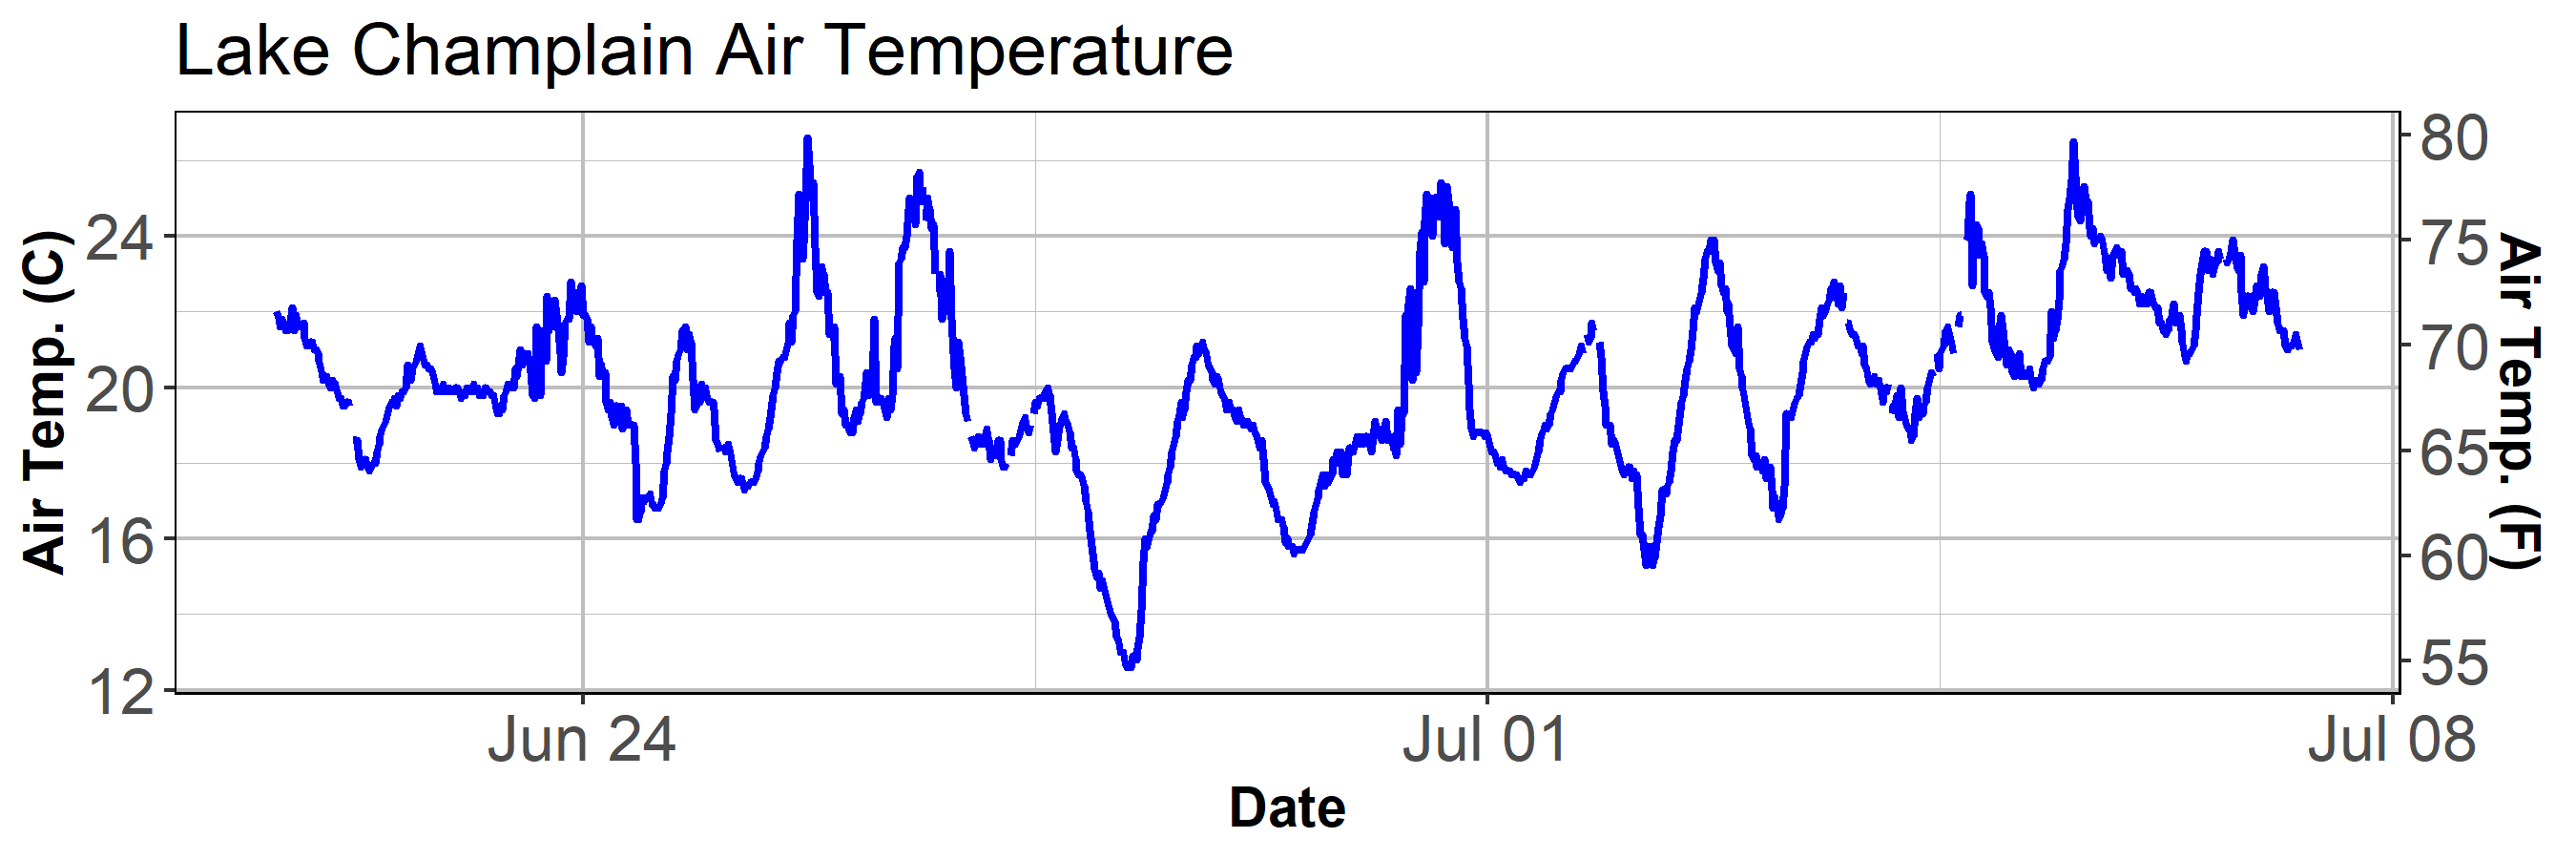 Lake Champlain Air Temperature
Air Temp. (C)
24
20
16
12
80
75
70
65
60
55
Air Temp. (F)
Jun 24
Jul 01
Jul 08
Date